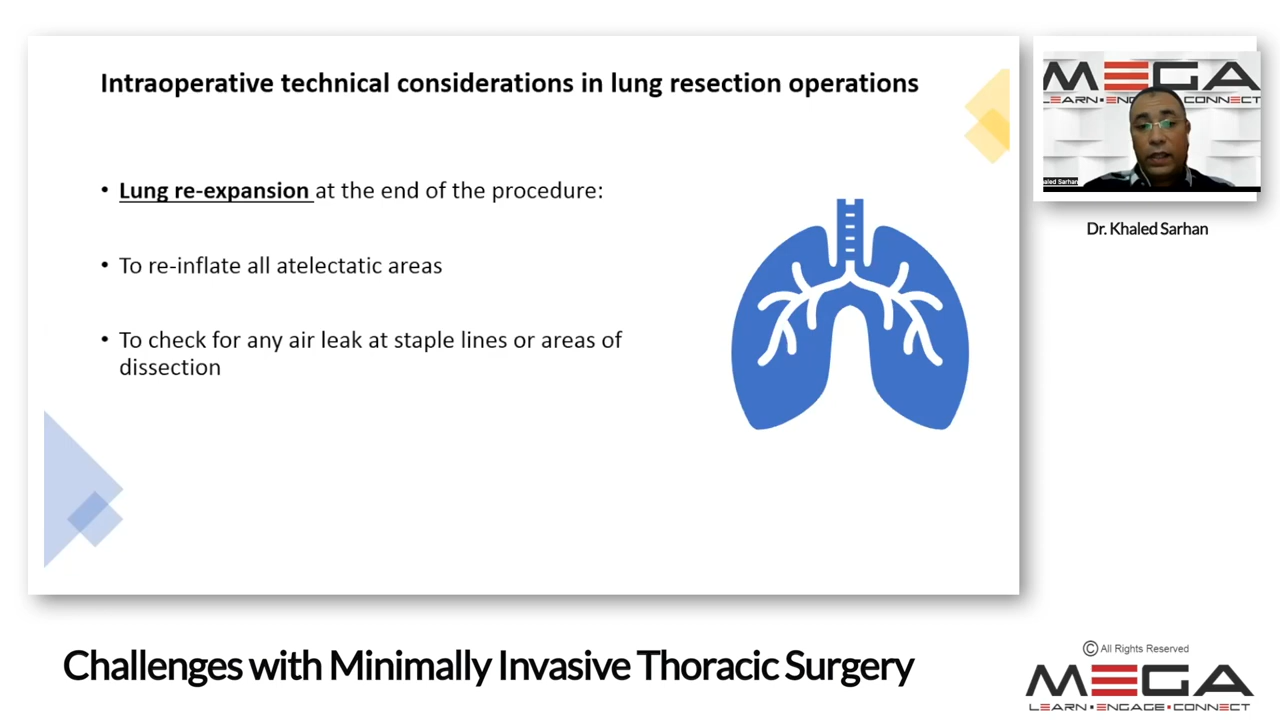 Intraoperative technical considerations in lung resection operations
• Lung re-expansion at the end of the procedure:
• To re-inflate all atelectatic areas
• To check for any air leak at staple lines or areas of
dissection
MEGA
LEARN▪ENGAGE CONNECT
aled Sarhan
Dr. Khaled Sarhan
Challenges with Minimally Invasive Thoracic Surgery
© All Rights Reserved
MEGA
LEARN▪ENGAGE▪CONNECT